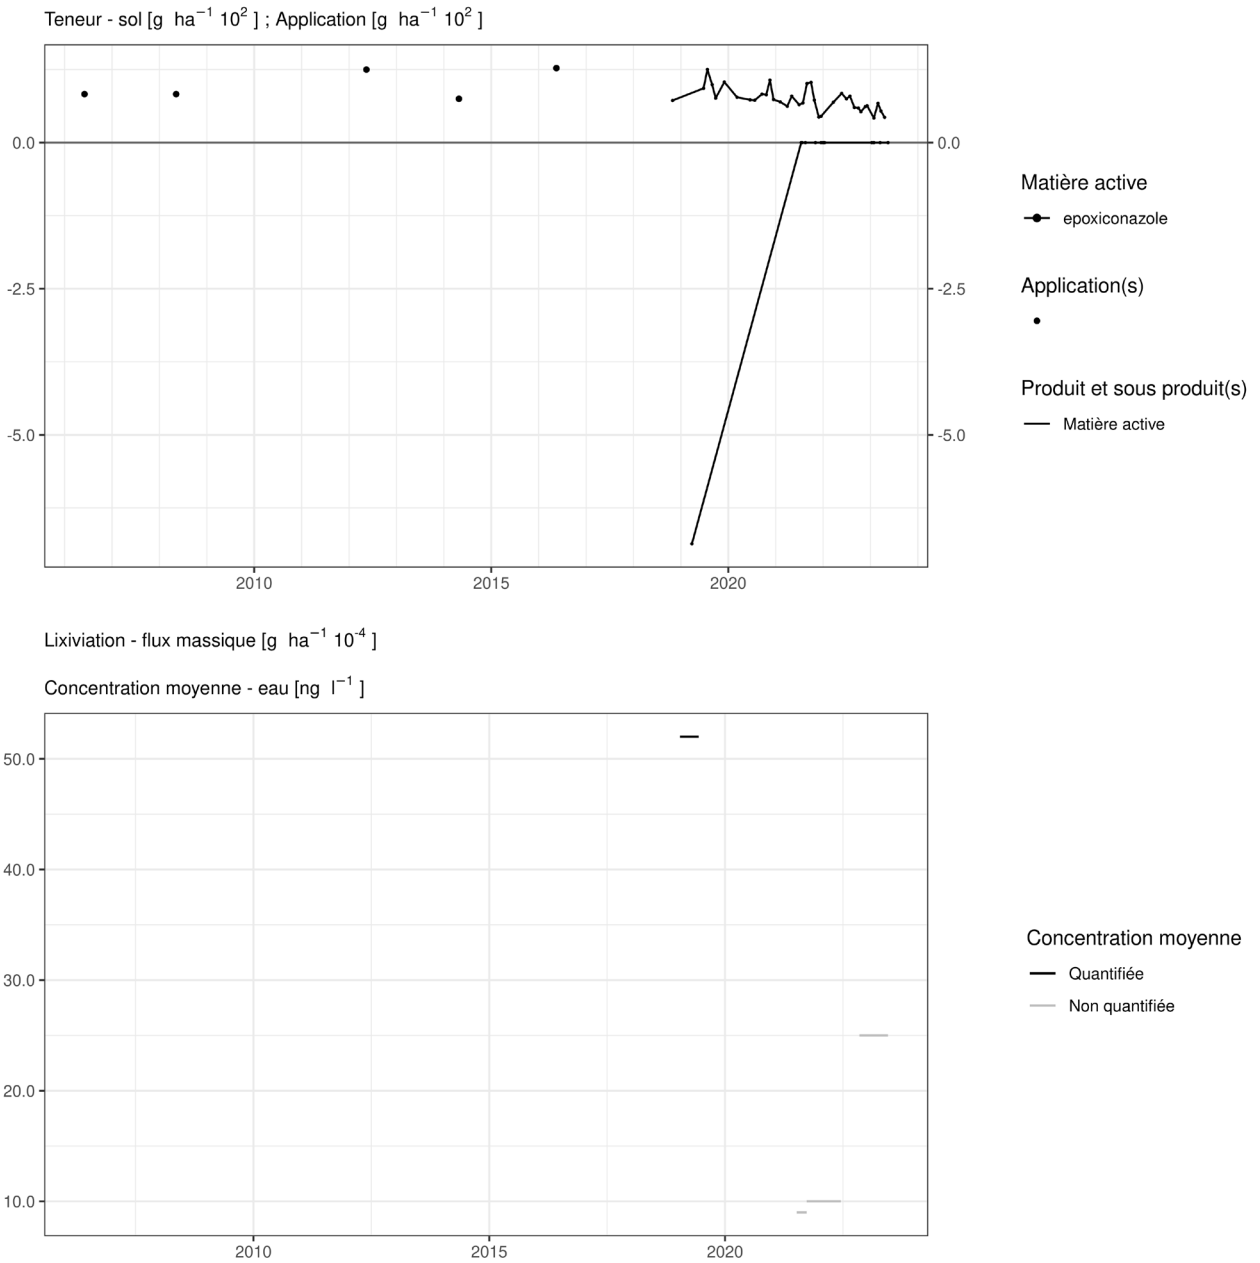 Teneur - sol [g ha−1 102 ] ; Application [g ha−1 102 ]
0.0
-2.5
-5.0
0.0
-2.5
-5.0
2010 2015 2020
Matière active
epoxiconazole
Application(s)
Produit et sous produit(s)
Matière active
Lixiviation - flux massique [g ha−1 10-4 ]
Concentration moyenne - eau [ng l−1 ]
50.0
40.0
30.0
20.0
10.0
2010 2015 2020
Concentration moyenne
Quantifiée
Non quantifiée